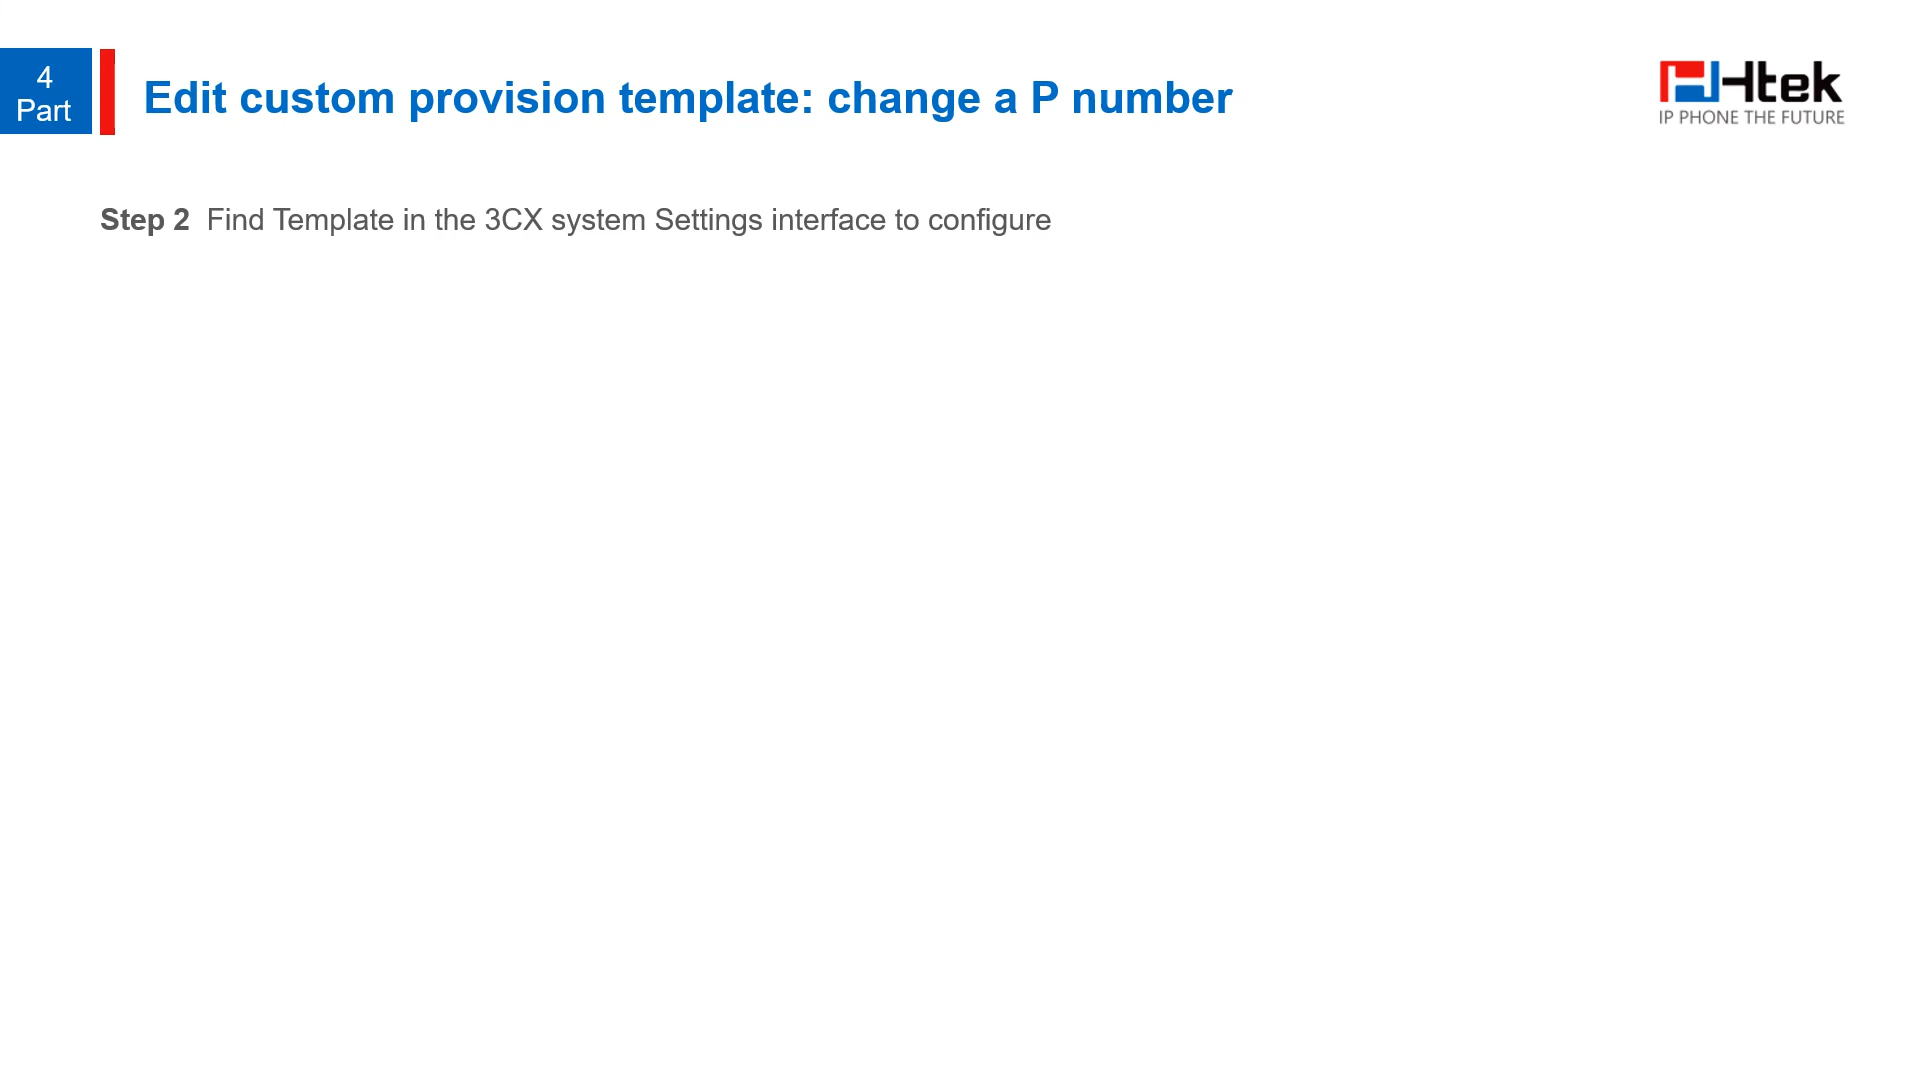 4
Part
Edit custom provision template: change a P number
Htek
IP PHONE THE FUTURE
Step 2 Find Template in the 3CX system Settings interface to configure